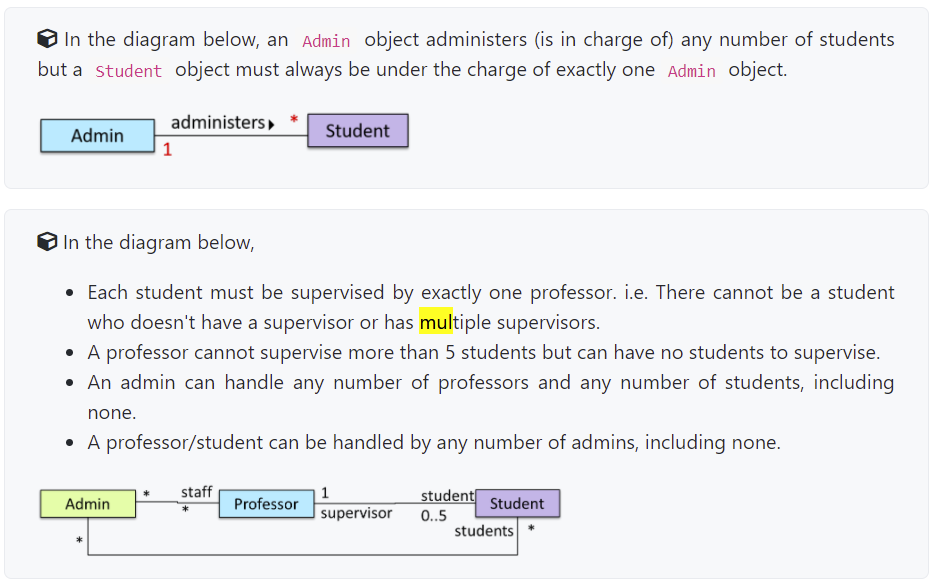 In the diagram below, an Admin object administers (is in charge of) any number of students
but a Student object must always be under the charge of exactly one Admin object.
Admin administers * Student
1
In the diagram below,
Each student must be supervised by exactly one professor. i.e. There cannot be a student
who doesn't have a supervisor or has multiple supervisors.
A professor cannot supervise more than 5 students but can have no students to supervise.
An admin can handle any number of professors and any number of students, including
none.
A professor/student can be handled by any number of admins, including none.
Admin * staff * Professor 1 student Student
supervisor 0..5
students *
*